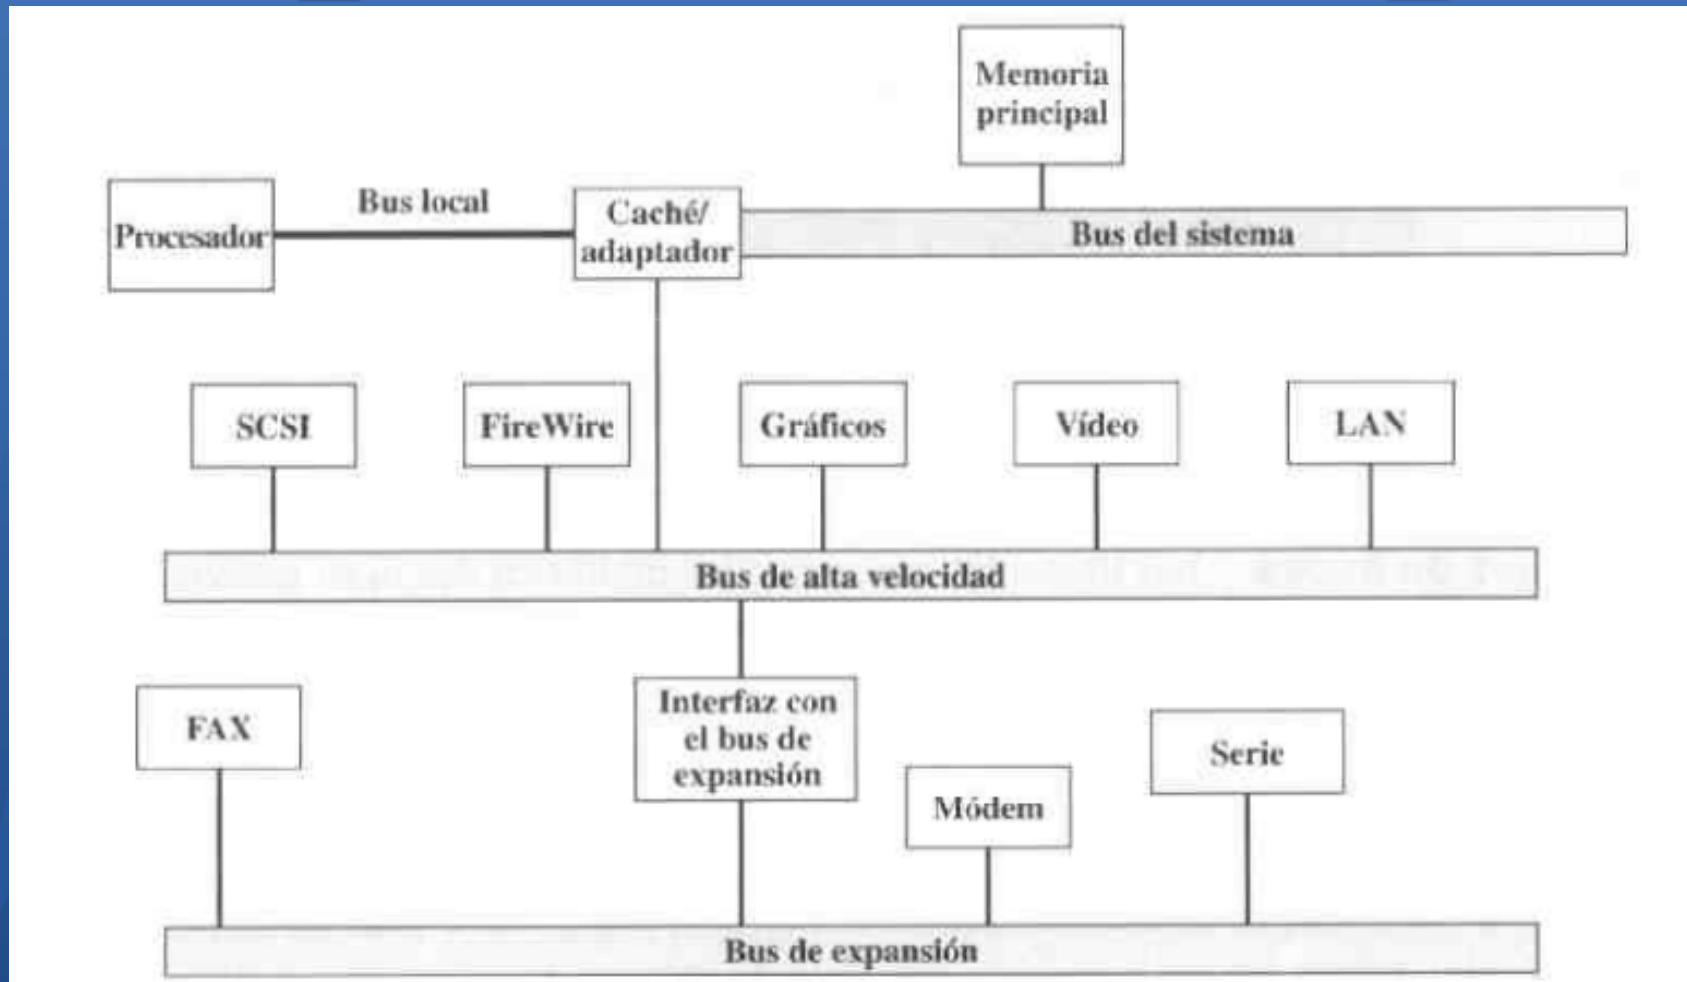 Memoria
principal
Bus local
Procesador
Caché/
adaptador
Bus del sistema
SCSI
FireWire
Gráficos
Vídeo
LAN
Bus de alta velocidad
FAX
Interfaz con
el bus de
expansión
Módem
Serie
Bus de expansión